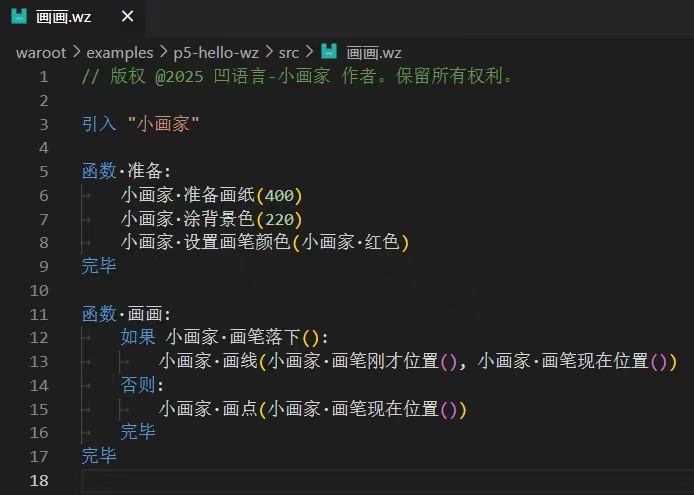 画画.wz ×
waroot > examples > p5-hello-wz > src > 画画.wz
1 // 版权 @2025 凹语言-小画家 作者。保留所有权利。
2
3 引入 "小画家"
4
5 函数·准备:
6 小画家·准备画纸(400)
7 小画家·涂背景色(220)
8 小画家·设置画笔颜色(小画家·红色)
9 完毕
10
11 函数·画画:
12 如果 小画家·画笔落下():
13 小画家·画线(小画家·画笔刚才位置(), 小画家·画笔现在位置())
14 否则:
15 小画家·画点(小画家·画笔现在位置())
16 完毕
17 完毕
18